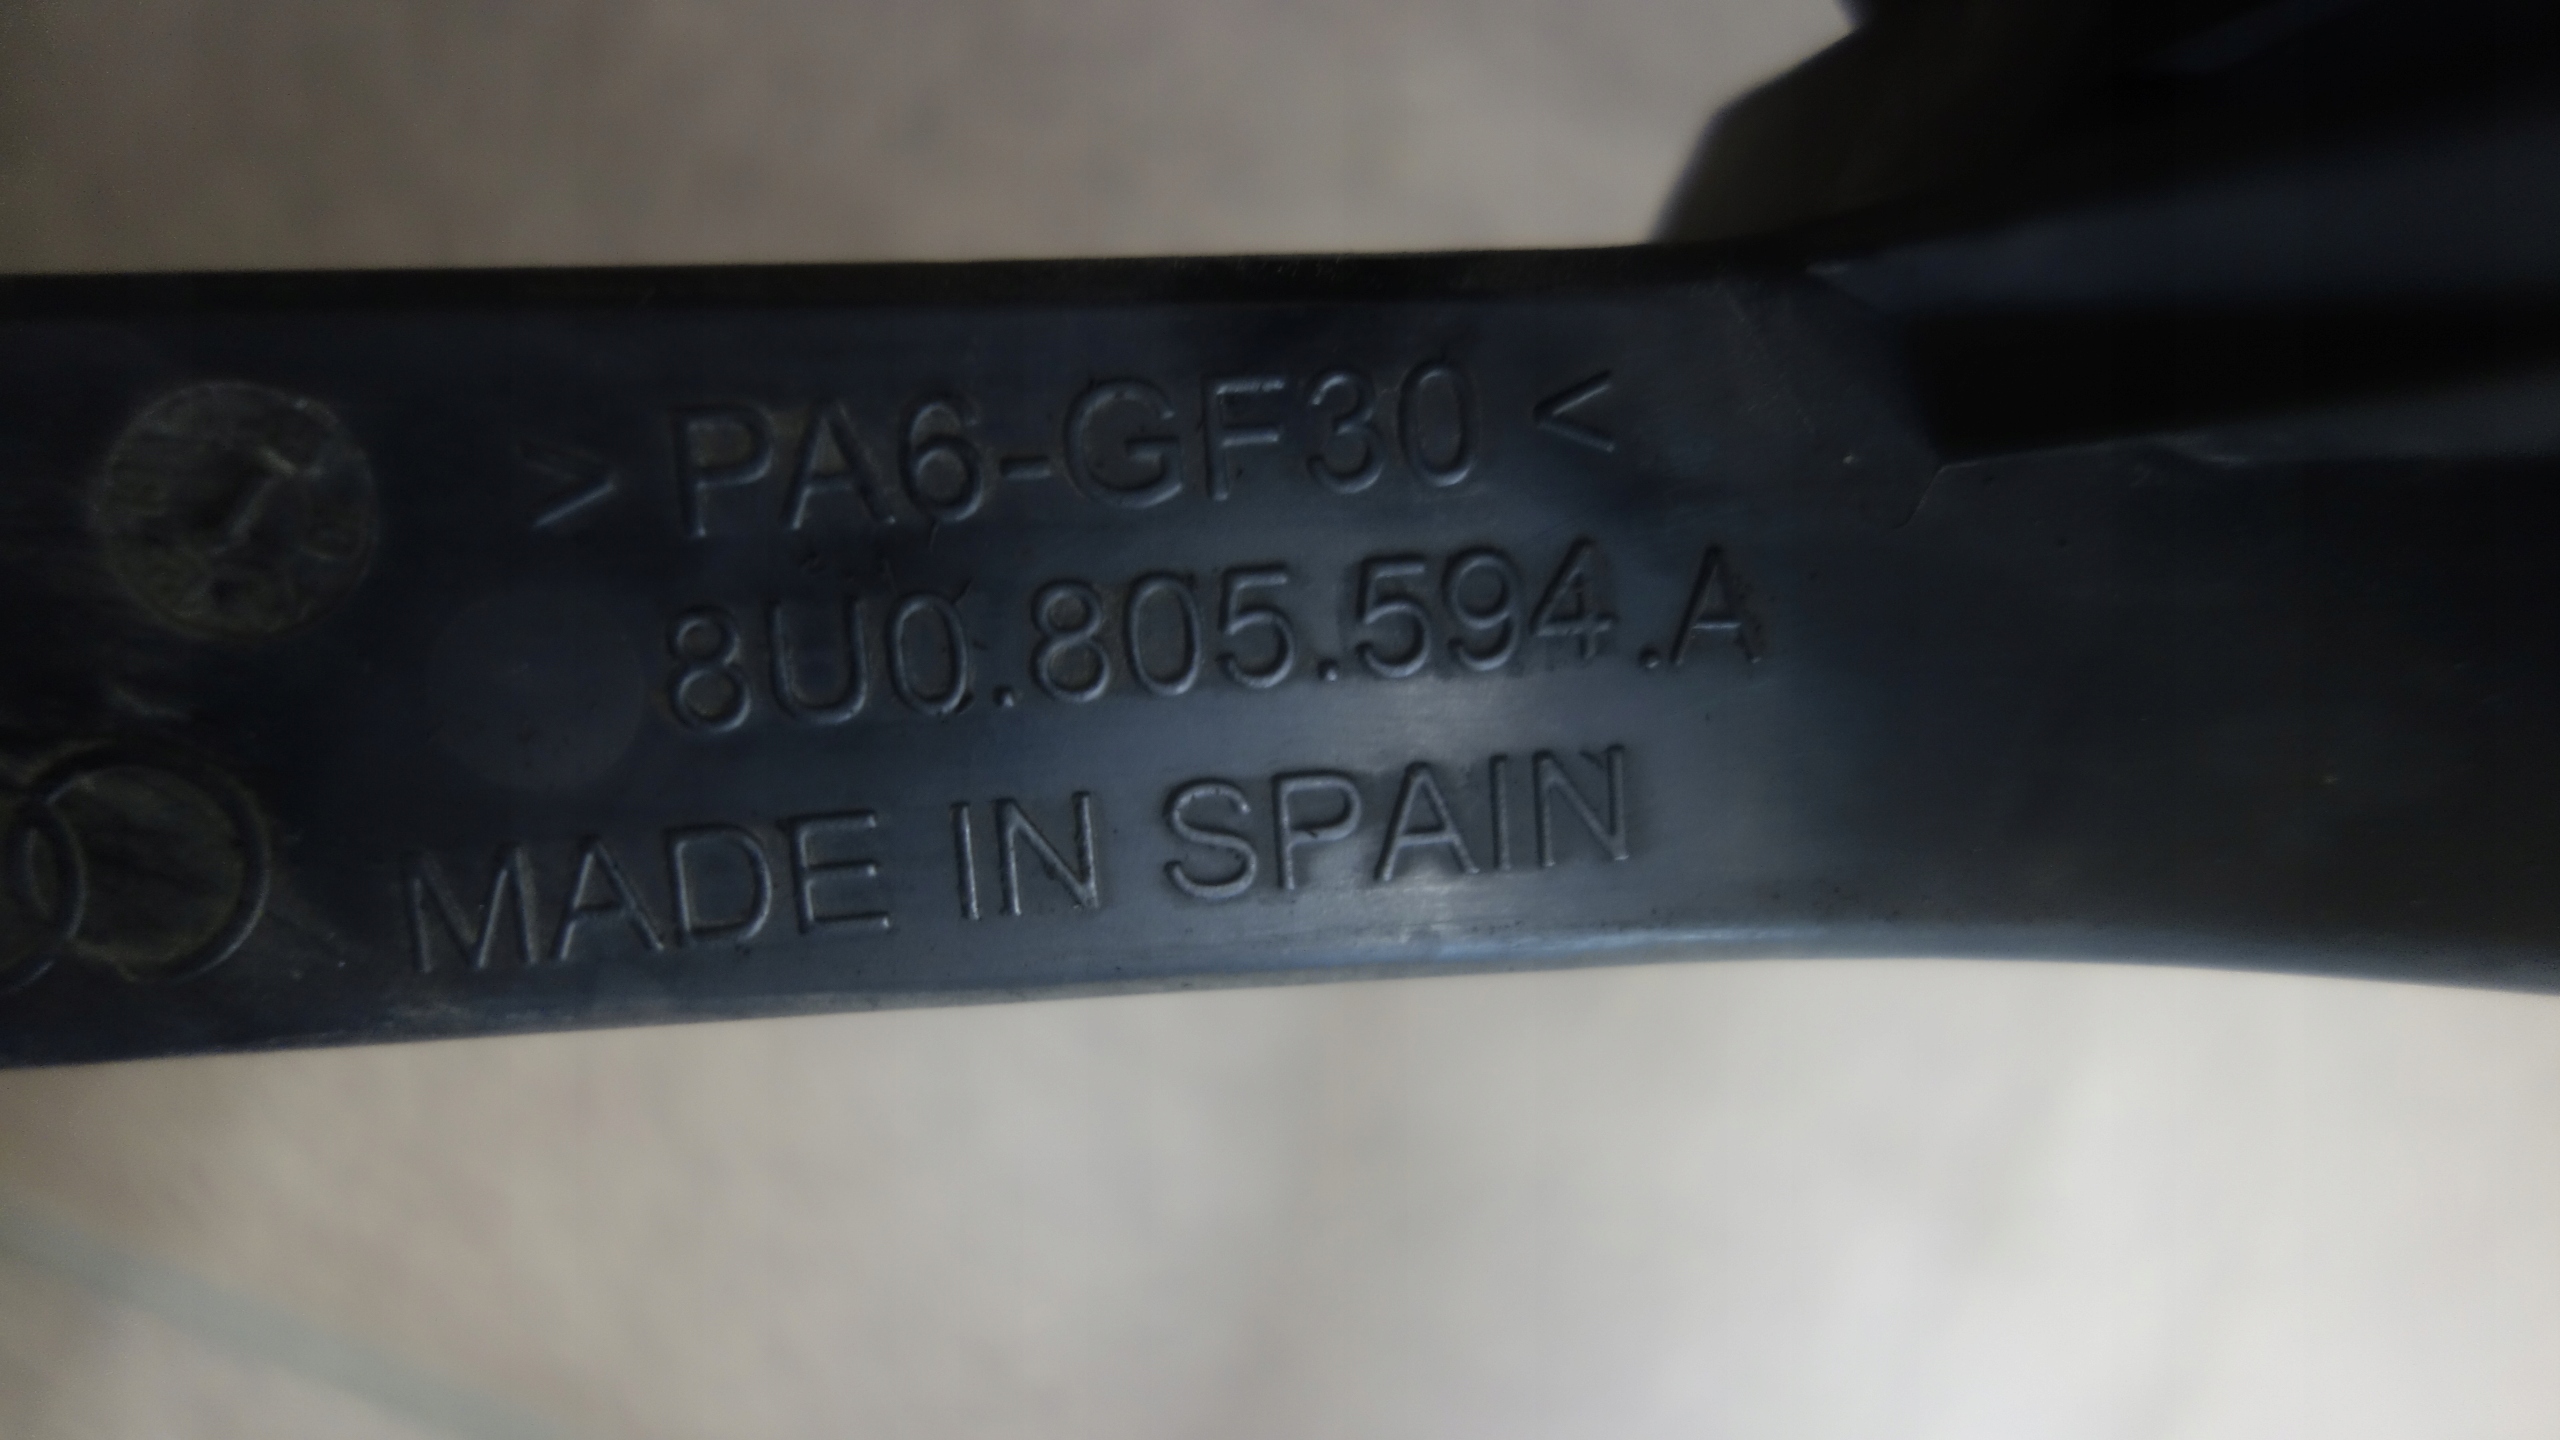 >PA6-GF30<
8U0.805.594.A
MADE IN SPAIN